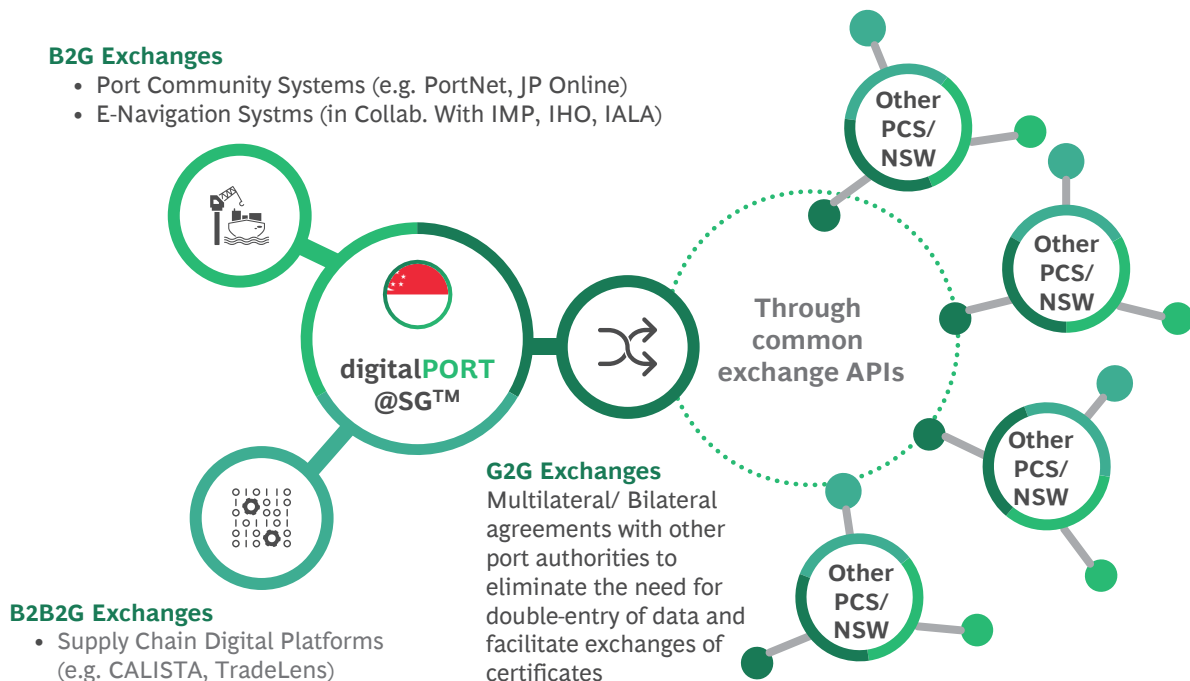 B2G Exchanges
• Port Community Systems (e.g. PortNet, JP Online)
• E-Navigation Systms (in Collab. With IMP, IHO, IALA)
digitalPORT
@SG™
B2B2G Exchanges
• Supply Chain Digital Platforms
(e.g. CALISTA, TradeLens)
G2G Exchanges
Multilateral/ Bilateral
agreements with other
port authorities to
eliminate the need for
double-entry of data and
facilitate exchanges of
certificates
Through
common
exchange APIs
Other
PCS/
NSW
Other
PCS/
NSW
Other
PCS/
NSW
Other
PCS/
NSW